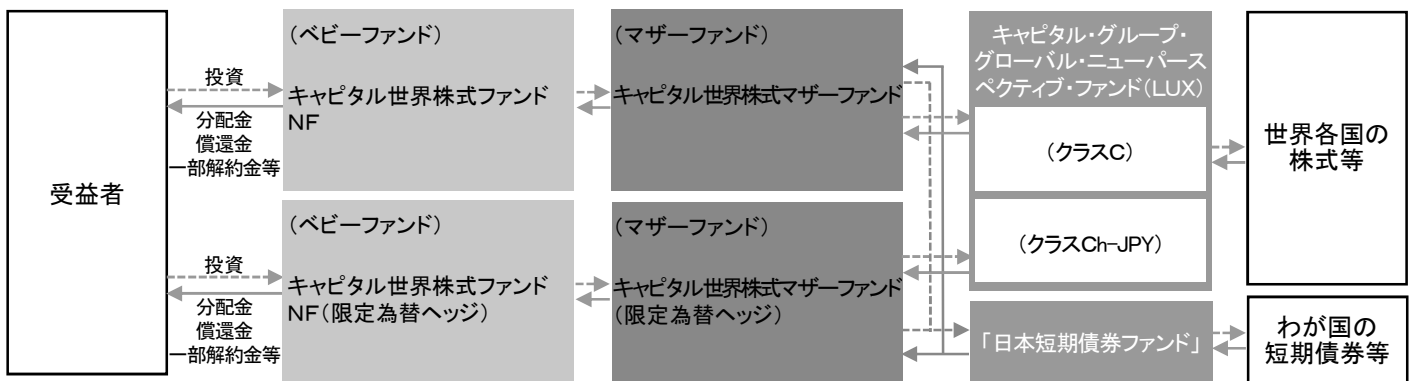 受益者
投資
分配金
償還金
一部解約金等
(ベビーファンド)
キャピタル世界株式ファンド
NF
(マザーファンド)
キャピタル世界株式マザーファンド
キャピタル・グループ・
グローバル・ニューパース
ペクティブ・ファンド(LUX)
(クラスC)
(クラスCh-JPY)
世界各国の
株式等
投資
分配金
償還金
一部解約金等
(ベビーファンド)
キャピタル世界株式ファンド
NF(限定為替ヘッジ)
(マザーファンド)
キャピタル世界株式マザーファンド
(限定為替ヘッジ)
「日本短期債券ファンド」
わが国の
短期債券等